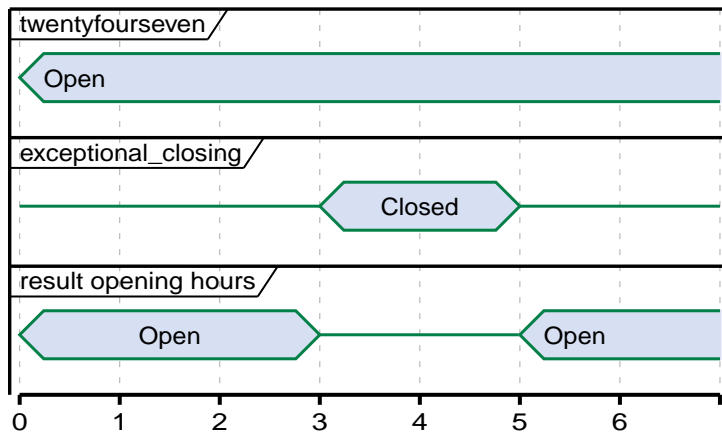 twentyfourseven
Open
exceptional_closing
Closed
result opening hours
Open Open
0 1 2 3 4 5 6